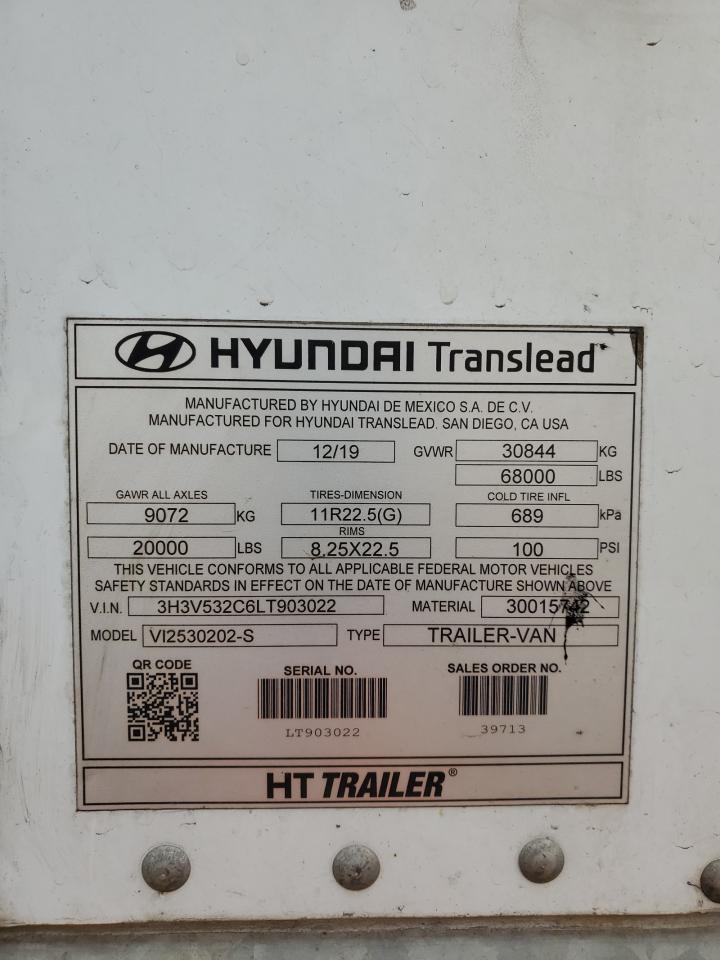 HYUNDAI Translead
MANUFACTURED BY HYUNDAI DE MEXICO S.A. DE C.V.
MANUFACTURED FOR HYUNDAI TRANSLEAD. SAN DIEGO, CA USA
DATE OF MANUFACTURE 12/19 GVWR 30844 KG
68000 LBS
GAWR ALL AXLES TIRES-DIMENSION COLD TIRE INFL
9072 KG 11R22.5(G) 689 kPa
RIMS
20000 LBS 8.25X22.5 100 PSI
THIS VEHICLE CONFORMS TO ALL APPLICABLE FEDERAL MOTOR VEHICLES
SAFETY STANDARDS IN EFFECT ON THE DATE OF MANUFACTURE SHOWN ABOVE
V.I.N. 3H3V532C6LT903022 MATERIAL 30015742
MODEL VI2530202-S TYPE TRAILER-VAN
QR CODE SERIAL NO. SALES ORDER NO.
LT903022 39713
HT TRAILER®